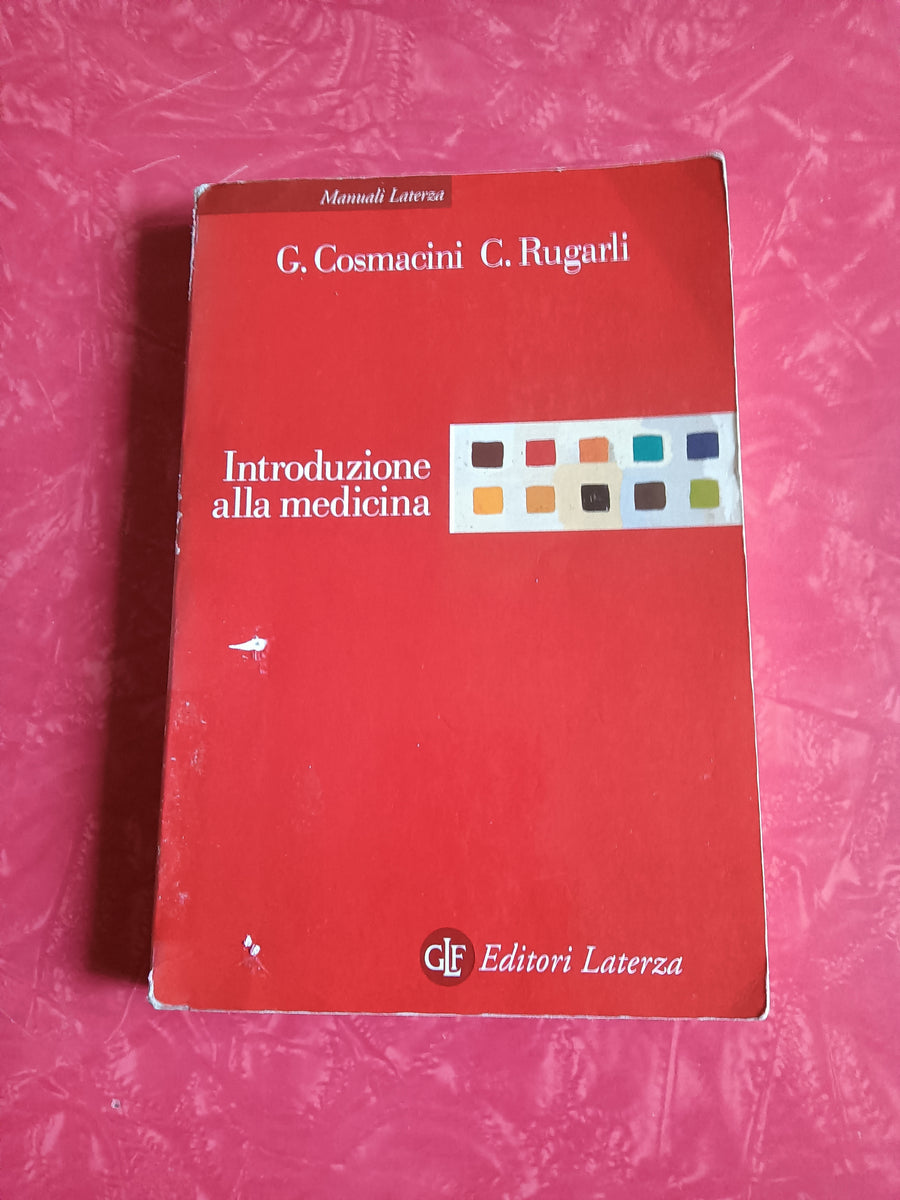 Manuali Laterza
G. Cosmacini C. Rugarli
Introduzione
alla medicina
GLF Editori Laterza